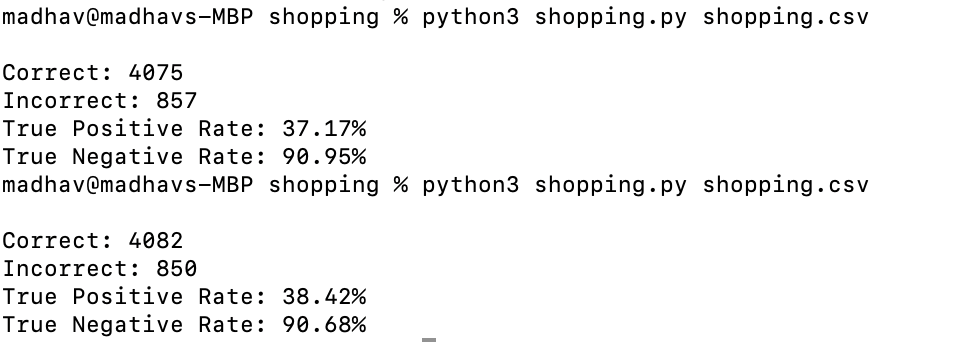 madhav@madhavs-MBP shopping % python3 shopping.py shopping.csv
Correct: 4075
Incorrect: 857
True Positive Rate: 37.17%
True Negative Rate: 90.95%
madhav@madhavs-MBP shopping % python3 shopping.py shopping.csv
Correct: 4082
Incorrect: 850
True Positive Rate: 38.42%
True Negative Rate: 90.68%